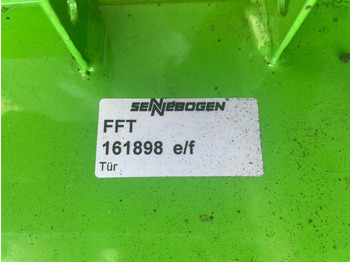 SENNEBOGEN
FFT
161898 e/f
Tür